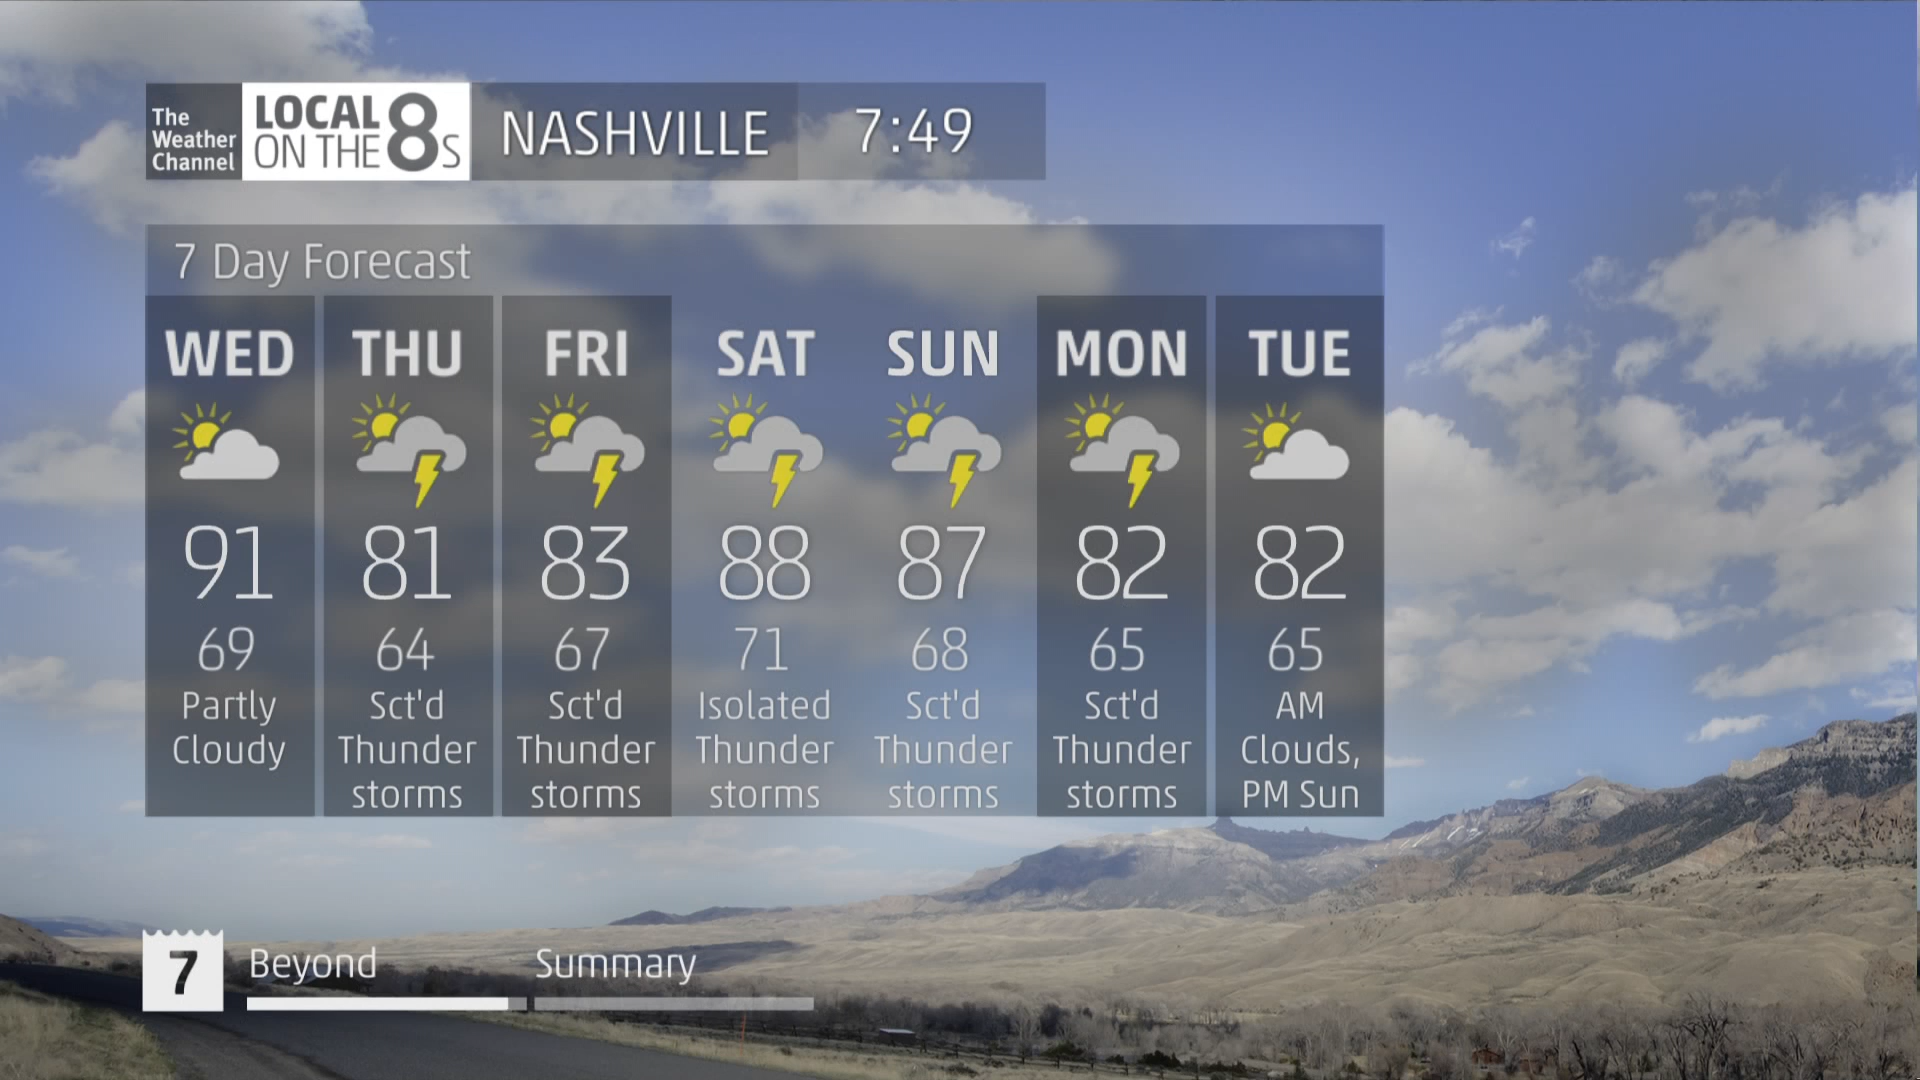 The
Weather
Channel
LOCAL
ON THE 8s
NASHVILLE
7:49
7 Day Forecast
WED
91
69
Partly
Cloudy
THU
81
64
Sct'd
Thunder
storms
FRI
83
67
Sct'd
Thunder
storms
SAT
88
71
Isolated
Thunder
storms
SUN
87
68
Sct'd
Thunder
storms
MON
82
65
Sct'd
Thunder
storms
TUE
82
65
AM
Clouds,
PM Sun
7
Beyond
Summary